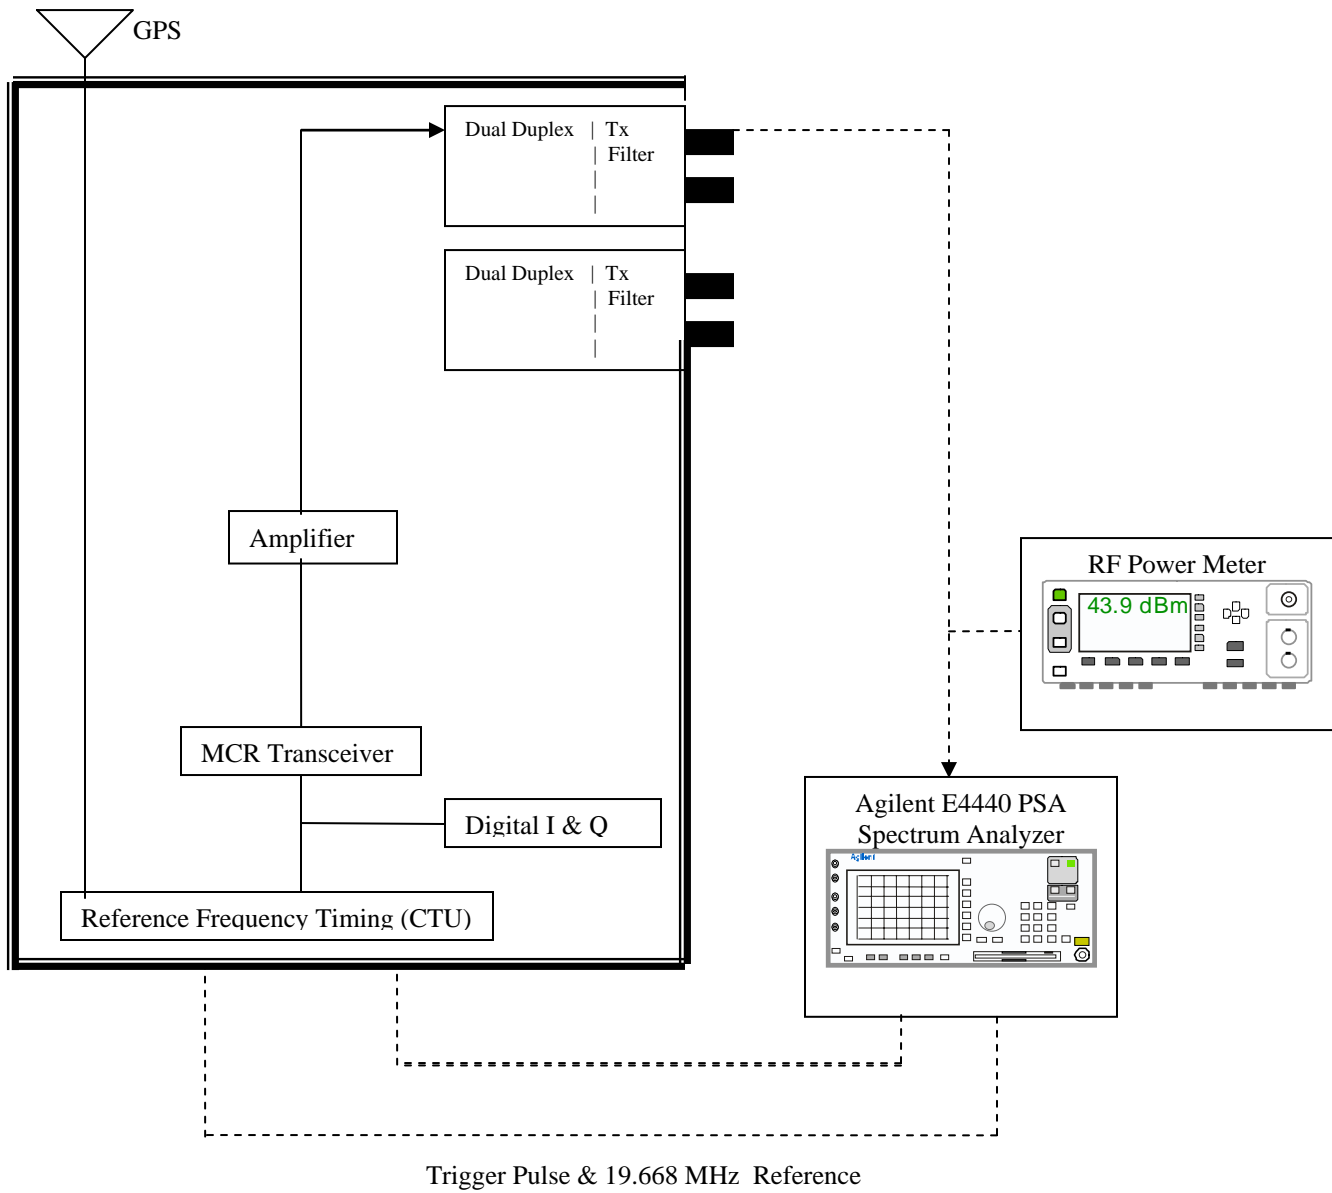 GPS
Dual Duplex | Tx
| Filter
|
|
Dual Duplex | Tx
| Filter
|
|
Amplifier
RF Power Meter
43.9 dBm
MCR Transceiver
Digital I & Q
Agilent E4440 PSA
Spectrum Analyzer
Agilent
Reference Frequency Timing (CTU)
Trigger Pulse & 19.668 MHz Reference